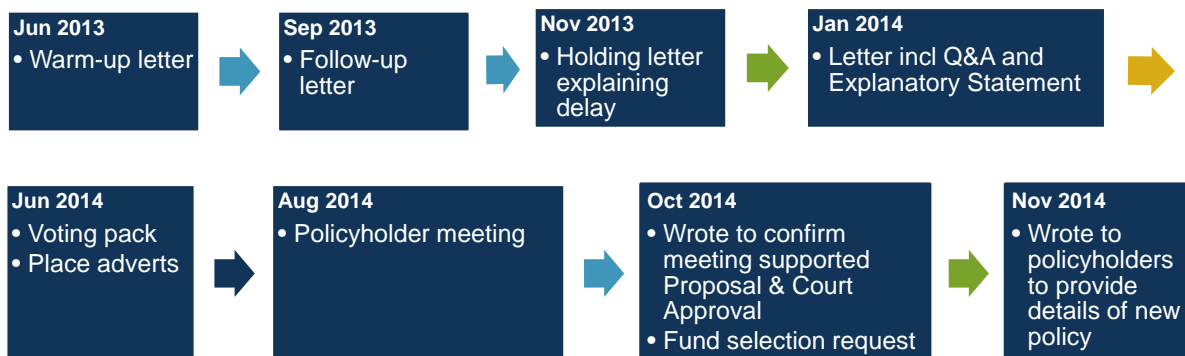 Jun 2013
• Warm-up letter
Sep 2013
• Follow-up
letter
Nov 2013
• Holding letter
explaining
delay
Jan 2014
• Letter incl Q&A and
Explanatory Statement
Jun 2014
• Voting pack
• Place adverts
Aug 2014
• Policyholder meeting
Oct 2014
• Wrote to confirm
meeting supported
Proposal & Court
Approval
• Fund selection request
Nov 2014
• Wrote to
policyholders
to provide
details of new
policy